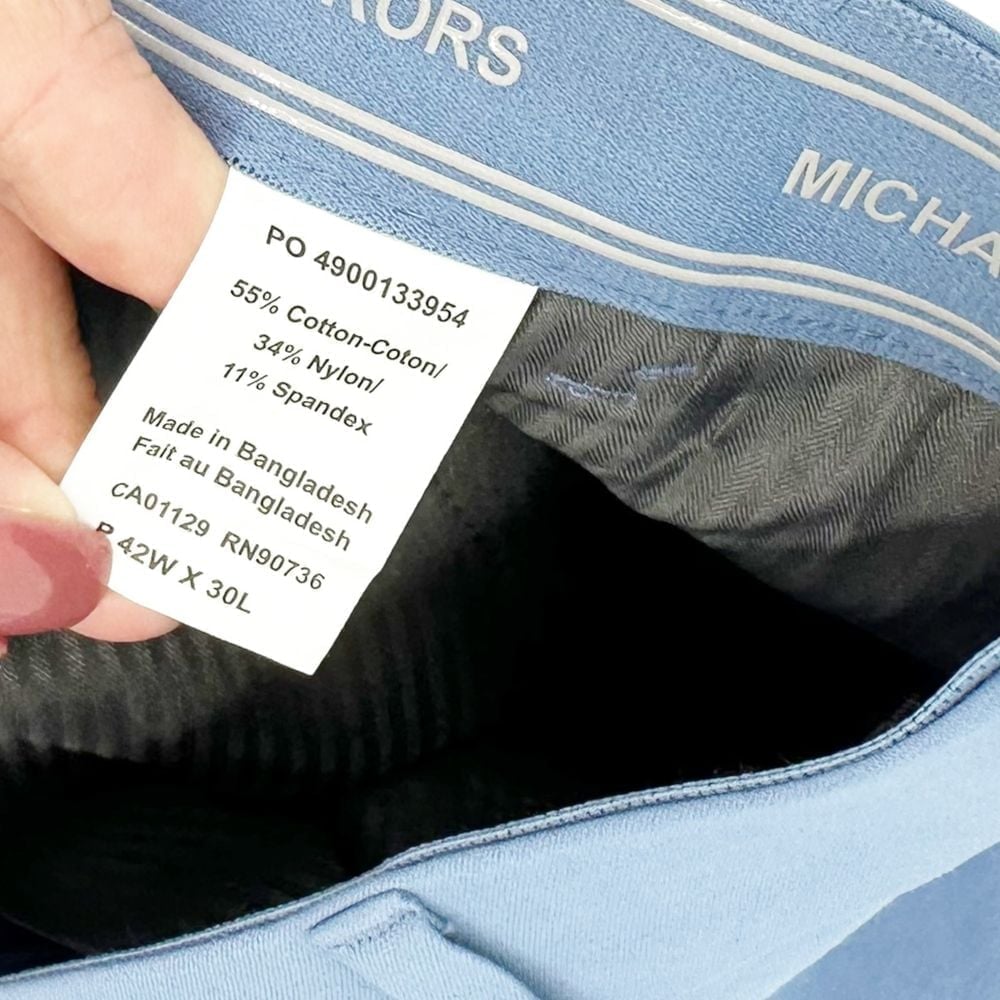 KORS
MICHA
PO 4900133954
55% Cotton-Coton/
34% Nylon/
11% Spandex
Made in Bangladesh
Fait au Bangladesh
CA01129 RN90736
42W X 30L